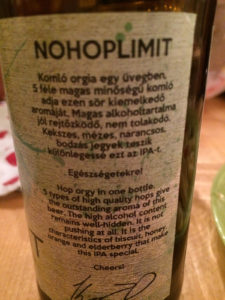 NOHOPLIMIT
Komló orgia egy üvegben,
5 féle magas minőségű komló
adja ezen sör kiemelkedő
aromáját. Magas alkoholtartalma
jól rejtőzködő, nem tolakodó.
Kekszes, mézes, narancsos,
bodzás jegyek teszik
különlegessé ezt az IPA-t.
Egészségetekre!
Hop orgy in one bottle.
5 types of high quality hops give
the outstanding aroma of this
beer. The high alcohol content
remains well-hidden. It is not
pushing at all. It is the
characteristics of biscuit, honey,
orange and elderberry that make
this IPA special.
Cheers!